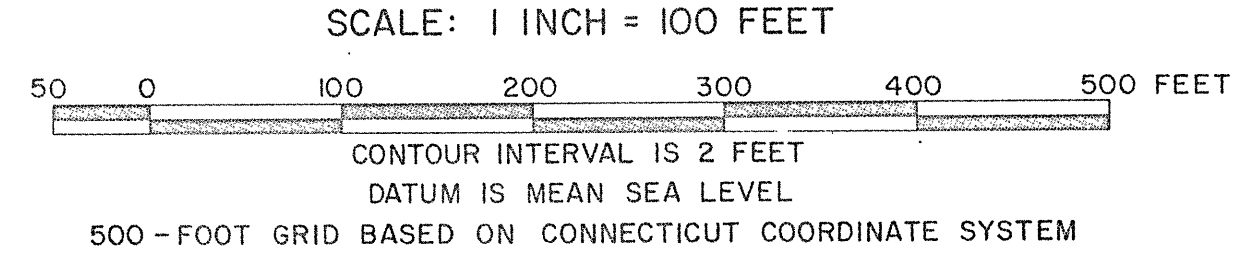 SCALE: 1 INCH = 100 FEET
50 0 100 200 300 400 500 FEET
CONTOUR INTERVAL IS 2 FEET
DATUM IS MEAN SEA LEVEL
500-FOOT GRID BASED ON CONNECTICUT COORDINATE SYSTEM